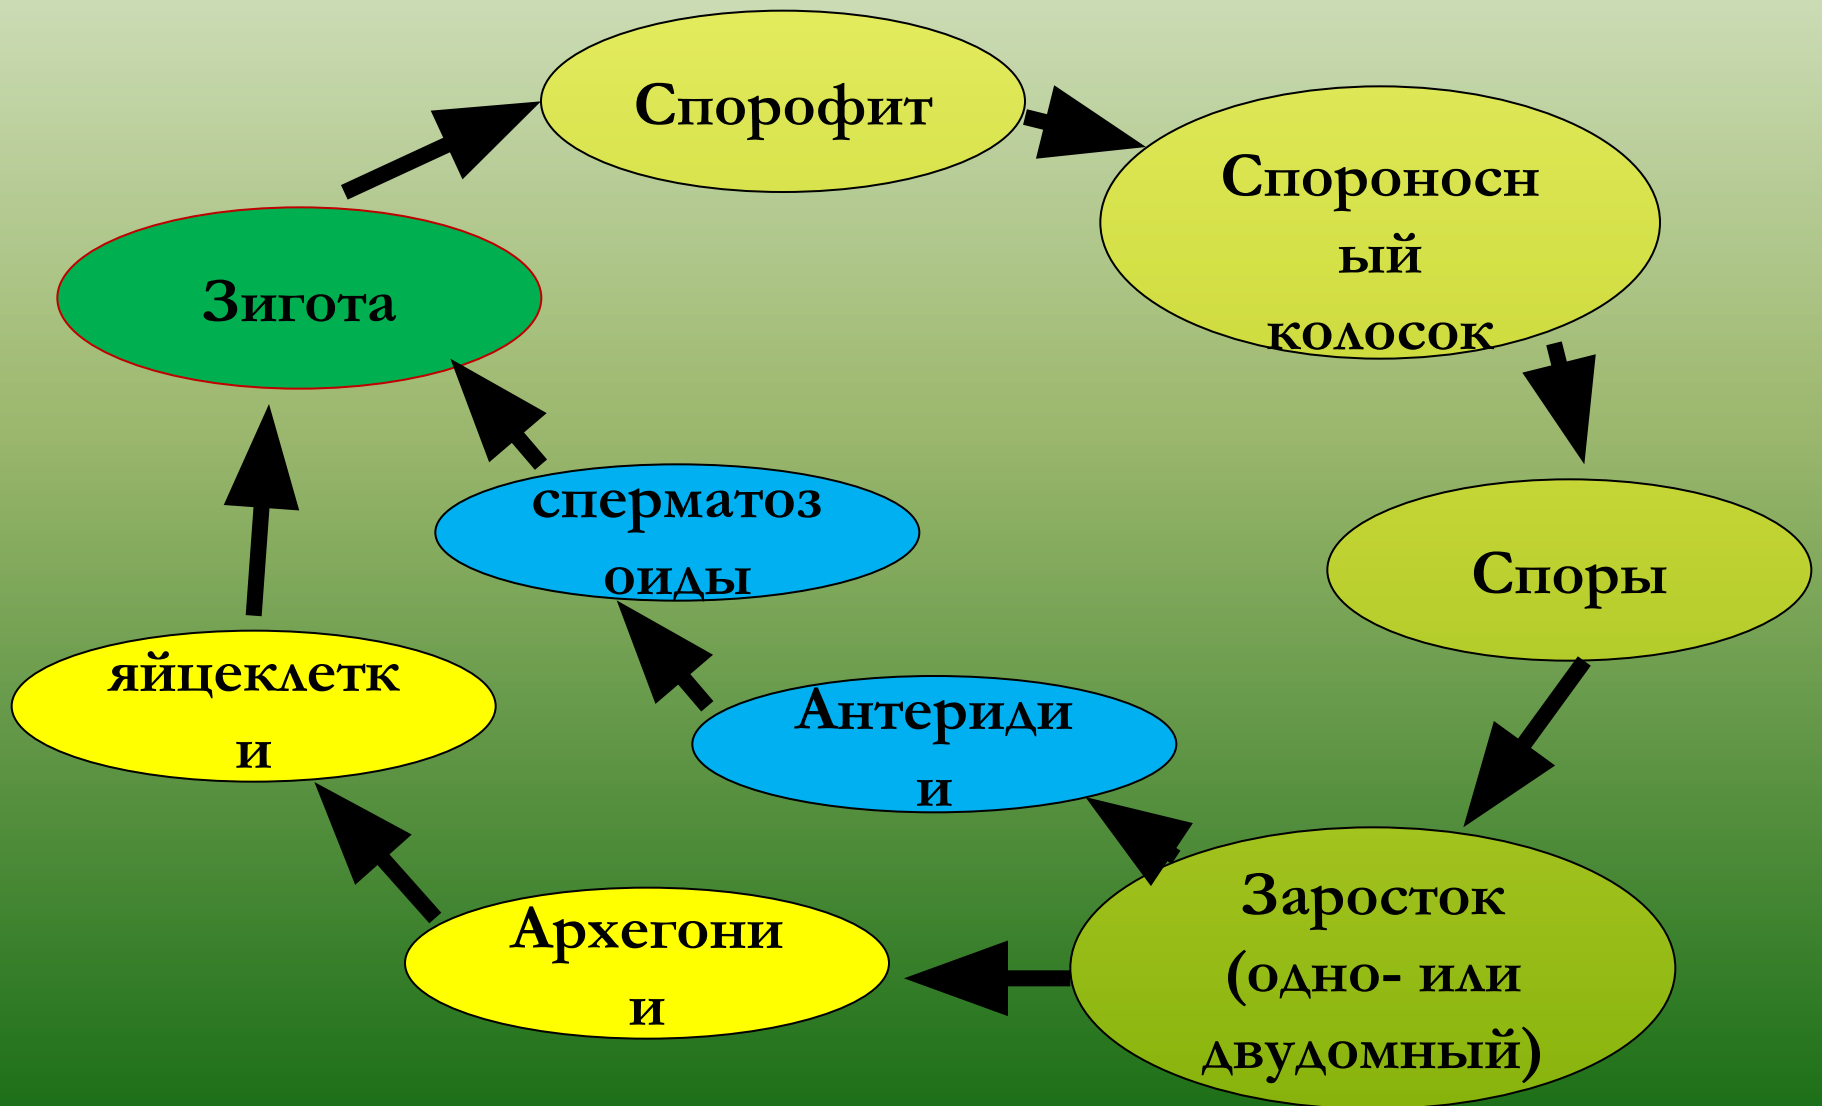 Спорофит
Спороносн
ый
колосок
Зигота
сперматоз
оиды
Споры
яйцеклетк
и
Антериди
и
Заросток
(одно- или
двудомный)
Архегони
и